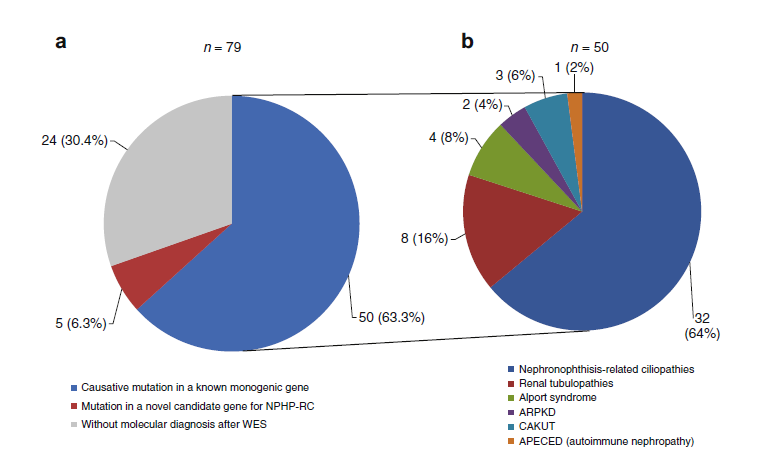 a
n = 79
24 (30.4%)
5 (6.3%)
50 (63.3%)
Causative mutation in a known monogenic gene
Mutation in a novel candidate gene for NPHP-RC
Without molecular diagnosis after WES
b
n = 50
1 (2%)
3 (6%)
2 (4%)
4 (8%)
8 (16%)
32
(64%)
Nephronophthisis-related ciliopathies
Renal tubulopathies
Alport syndrome
ARPKD
CAKUT
APECED (autoimmune nephropathy)